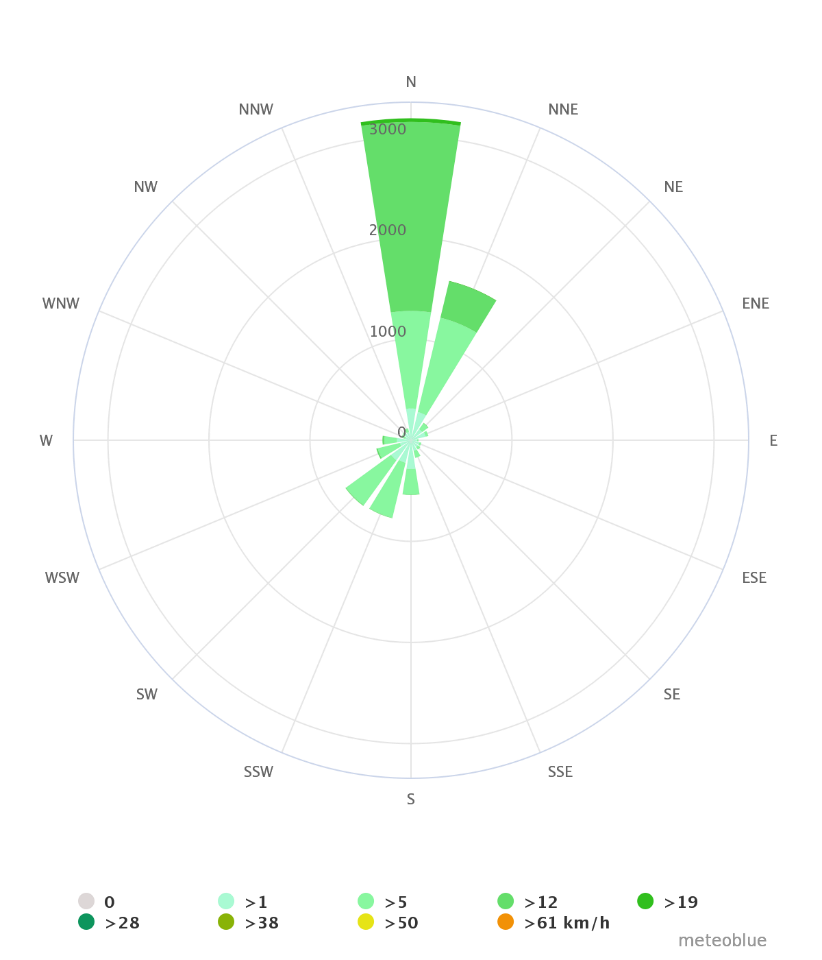 N
NNW NNE
3000
NW NE
2000
WNW ENE
1000
0
W E
WSW ESE
SW SE
SSW SSE
S
0 >1 >5 >12 >19
>28 >38 >50 >61 km/h
meteoblue